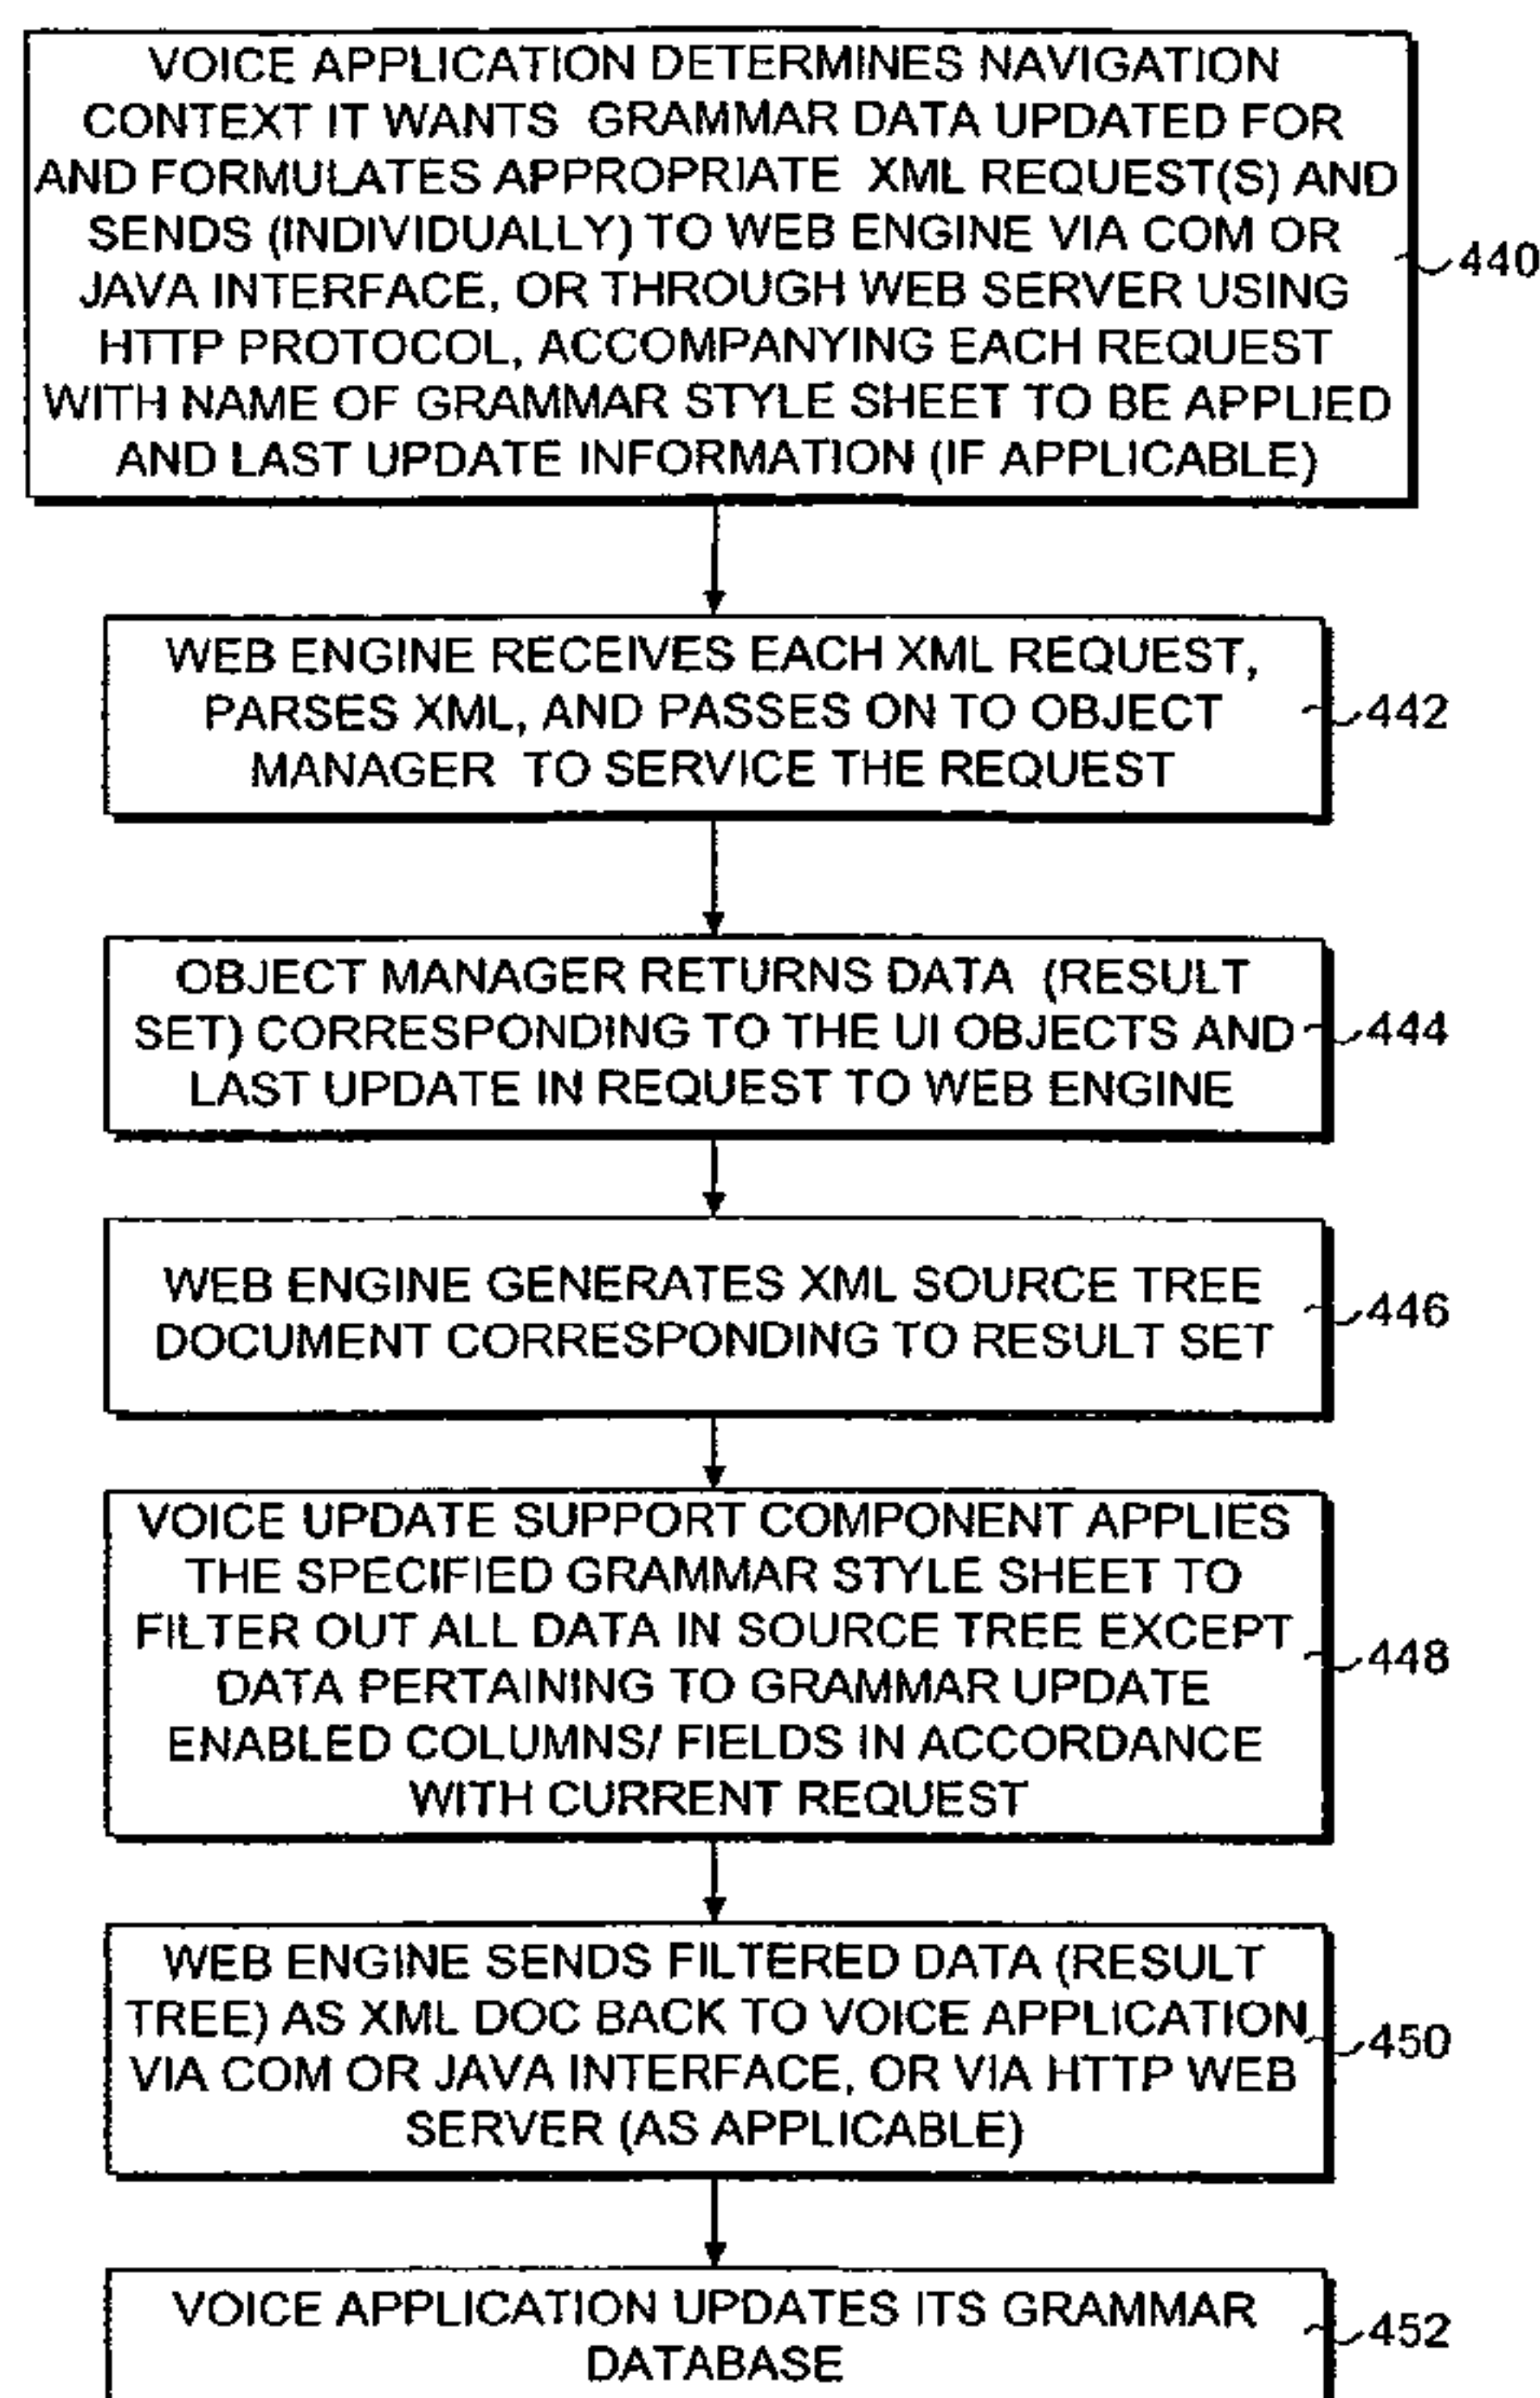 VOICE APPLICATION DETERMINES NAVIGATION
CONTEXT IT WANTS GRAMMAR DATA UPDATED FOR
AND FORMULATES APPROPRIATE XML REQUEST(S) AND
SENDS (INDIVIDUALLY) TO WEB ENGINE VIA COM OR
JAVA INTERFACE, OR THROUGH WEB SERVER USING
HTTP PROTOCOL, ACCOMPANYING EACH REQUEST
WITH NAME OF GRAMMAR STYLE SHEET TO BE APPLIED
AND LAST UPDATE INFORMATION (IF APPLICABLE)
440
WEB ENGINE RECEIVES EACH XML REQUEST,
PARSES XML, AND PASSES ON TO OBJECT
MANAGER TO SERVICE THE REQUEST
442
OBJECT MANAGER RETURNS DATA (RESULT
SET) CORRESPONDING TO THE UI OBJECTS AND
LAST UPDATE IN REQUEST TO WEB ENGINE
444
WEB ENGINE GENERATES XML SOURCE TREE
DOCUMENT CORRESPONDING TO RESULT SET
446
VOICE UPDATE SUPPORT COMPONENT APPLIES
THE SPECIFIED GRAMMAR STYLE SHEET TO
FILTER OUT ALL DATA IN SOURCE TREE EXCEPT
DATA PERTAINING TO GRAMMAR UPDATE
ENABLED COLUMNS/ FIELDS IN ACCORDANCE
WITH CURRENT REQUEST
448
WEB ENGINE SENDS FILTERED DATA (RESULT
TREE) AS XML DOC BACK TO VOICE APPLICATION
VIA COM OR JAVA INTERFACE, OR VIA HTTP WEB
SERVER (AS APPLICABLE)
450
VOICE APPLICATION UPDATES ITS GRAMMAR
DATABASE
452